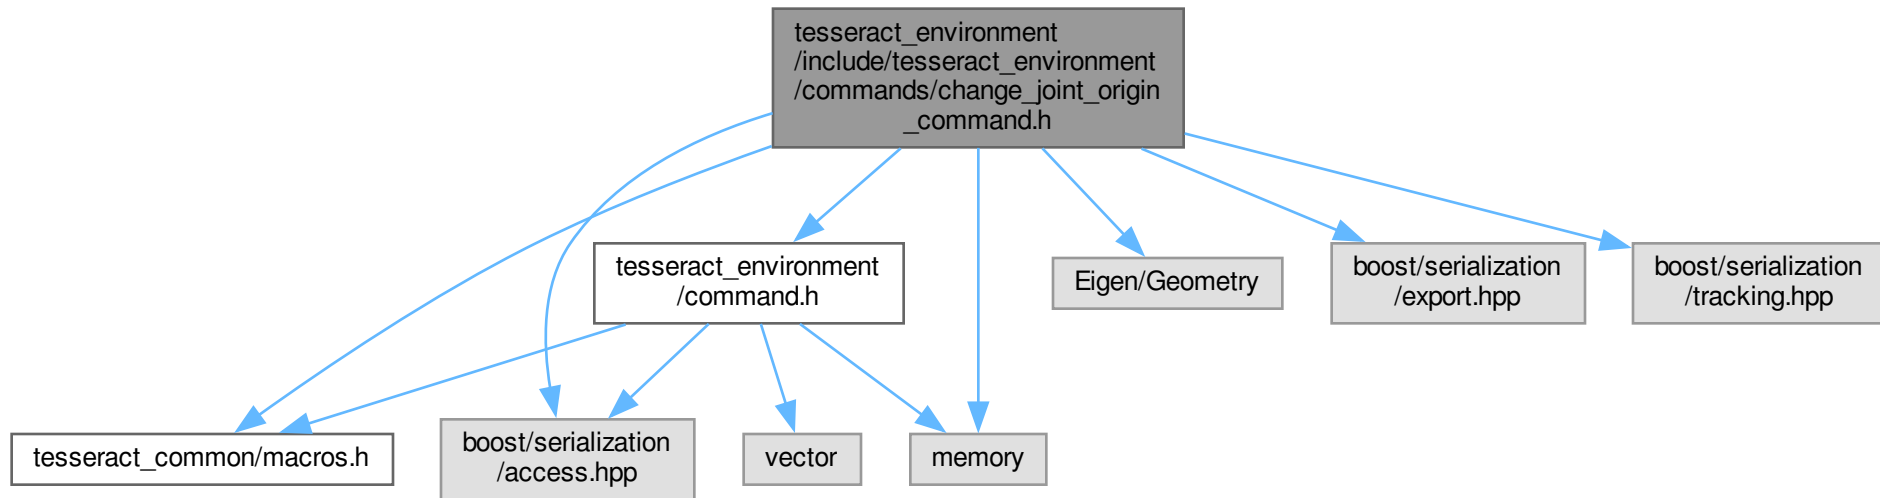 tesseract_environment
/include/tesseract_environment
/commands/change_joint_origin
_command.h
tesseract_environment
/command.h
Eigen/Geometry
boost/serialization
/export.hpp
boost/serialization
/tracking.hpp
tesseract_common/macros.h
boost/serialization
/access.hpp
vector
memory